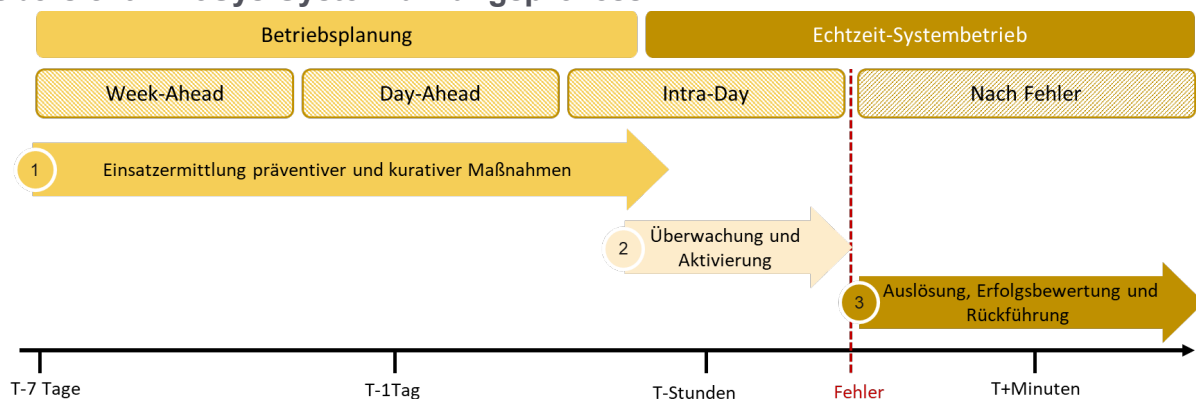 Betriebsplanung
Echtzeit-Systembetrieb
Week-Ahead
Day-Ahead
Intra-Day
Nach Fehler
1
Einsatzermittlung präventiver und kurativer Maßnahmen
2
Überwachung und
Aktivierung
3
Auslösung, Erfolgsbewertung und
Rückführung
T-7 Tage
T-1Tag
T-Stunden
Fehler
T+Minuten